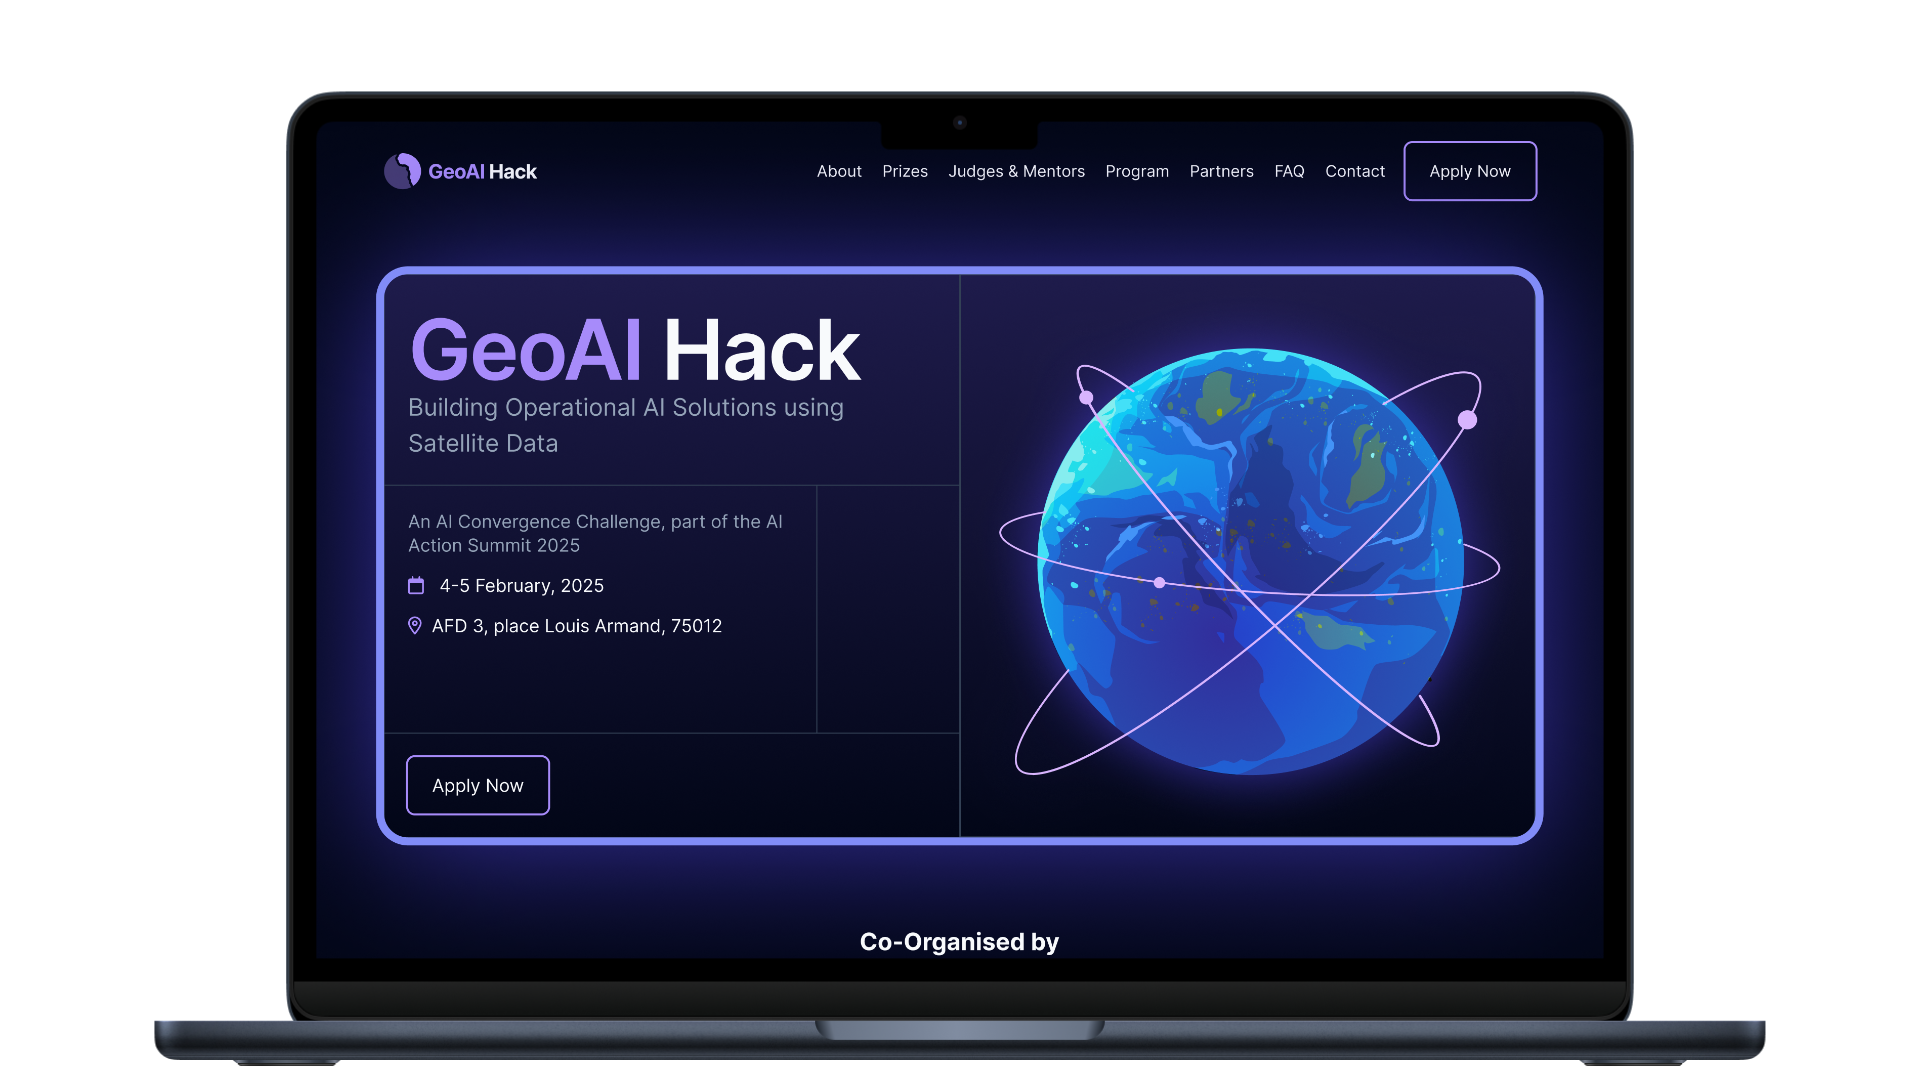 GeoAI Hack
About Prizes Judges & Mentors Program Partners FAQ Contact Apply Now
GeoAI Hack
Building Operational AI Solutions using
Satellite Data
An AI Convergence Challenge, part of the AI
Action Summit 2025
4-5 February, 2025
AFD 3, place Louis Armand, 75012
Apply Now
Co-Organised by